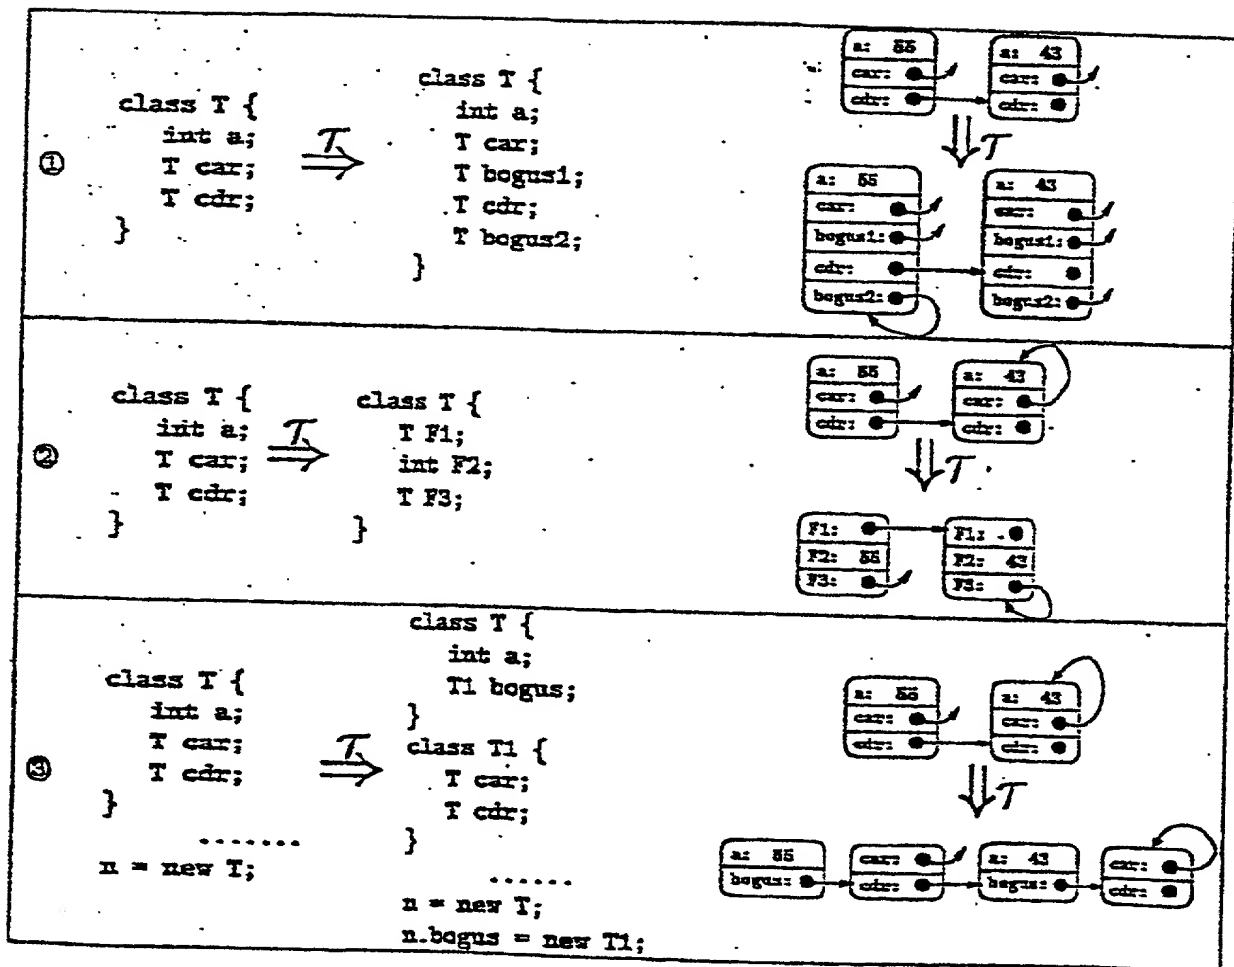 ①
class T {
int a;
T car;
T cdr;
}
T
class T {
int a;
T car;
T bogus1;
T cdr;
T bogus2;
}
a: 55
car:
cdr:
a: 43
car:
cdr:
T
a: 55
car:
bogus1:
cdr:
bogus2:
a: 43
car:
bogus1:
cdr:
bogus2:
②
class T {
int a;
T car;
T cdr;
}
T
class T {
T F1;
int F2;
T F3;
}
a: 55
car:
cdr:
a: 43
car:
cdr:
T
F1:
F2: 55
F3:
F1:
F2: 43
F3:
③
class T {
int a;
T car;
T cdr;
}
.......
n = new T;
T
class T {
int a;
T1 bogus;
}
class T1 {
T car;
T cdr;
}
......
n = new T;
n.bogus = new T1;
a: 55
car:
cdr:
a: 43
car:
cdr:
T
a: 55
bogus:
car:
cdr:
a: 43
bogus:
car:
cdr: